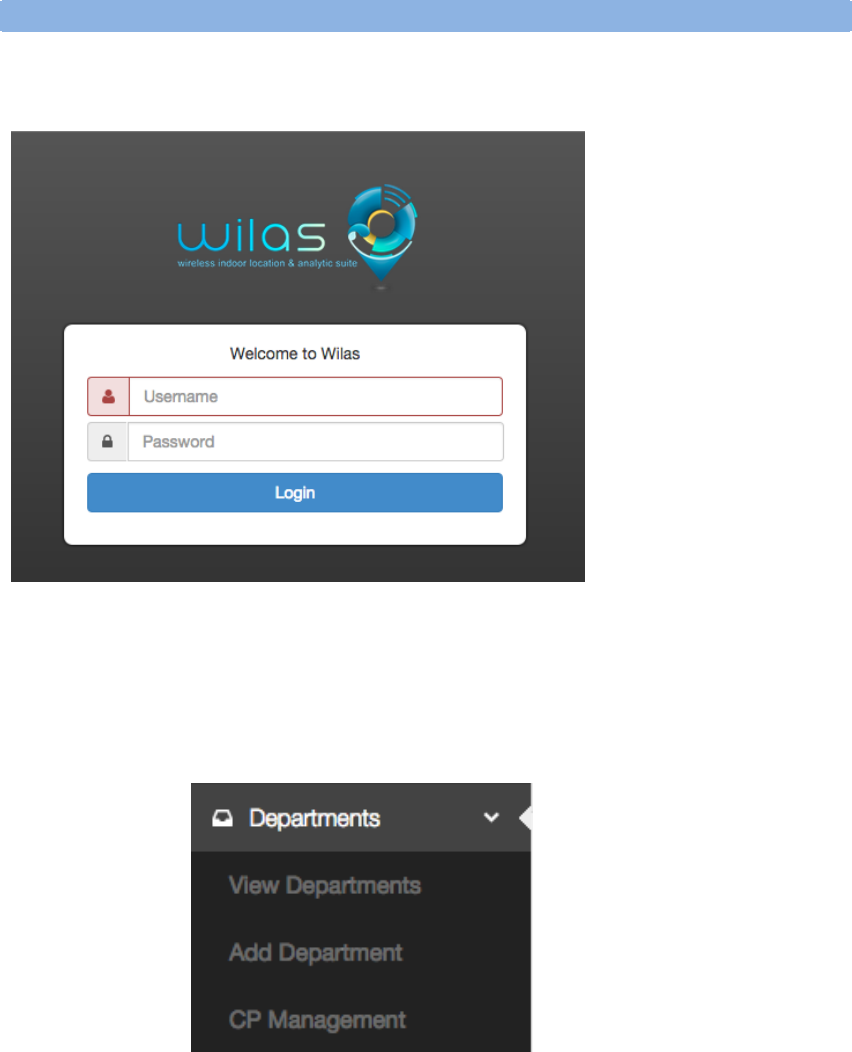 wilas
wireless indoor location & analytic suite
Welcome to Wilas
Username
Password
Login
Departments
View Departments
Add Department
CP Management